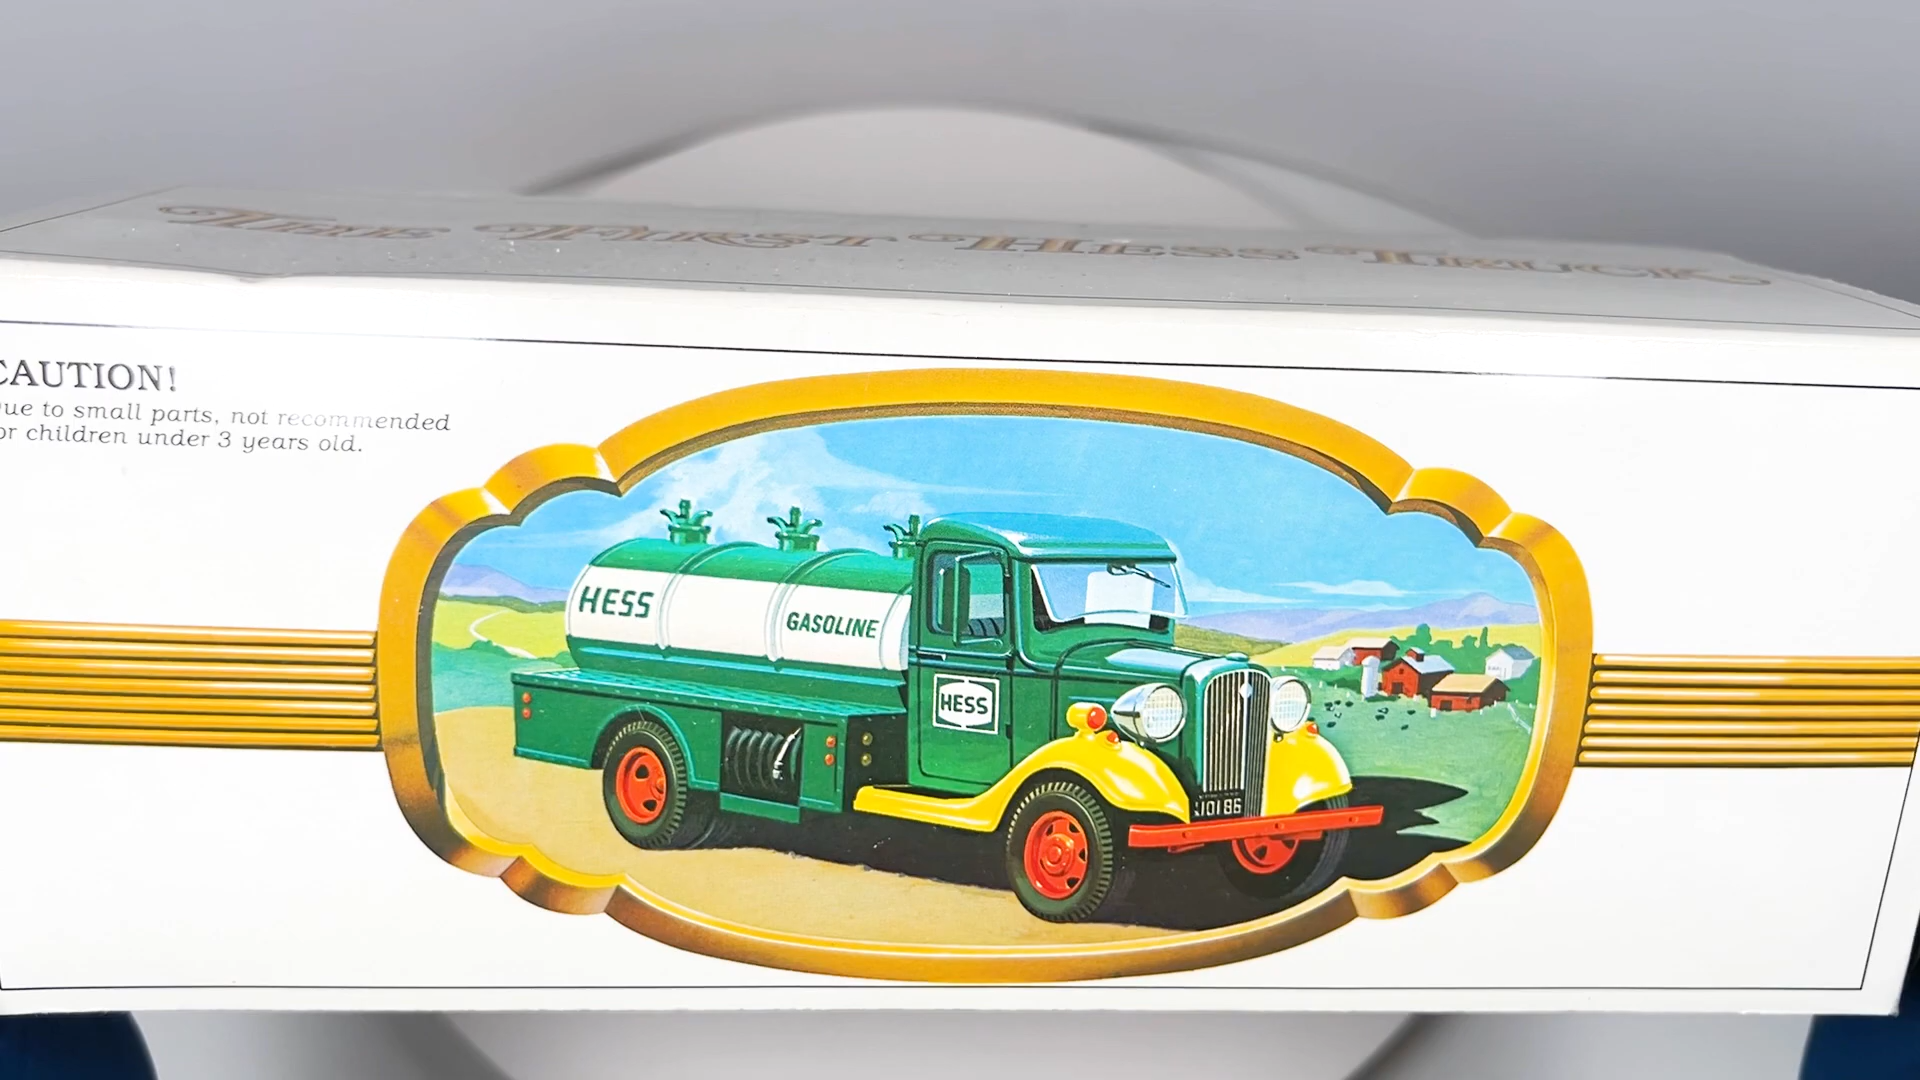 The First Hess Truck
CAUTION!
ue to small parts, not recommended
or children under 3 years old.
HESS
GASOLINE
HESS